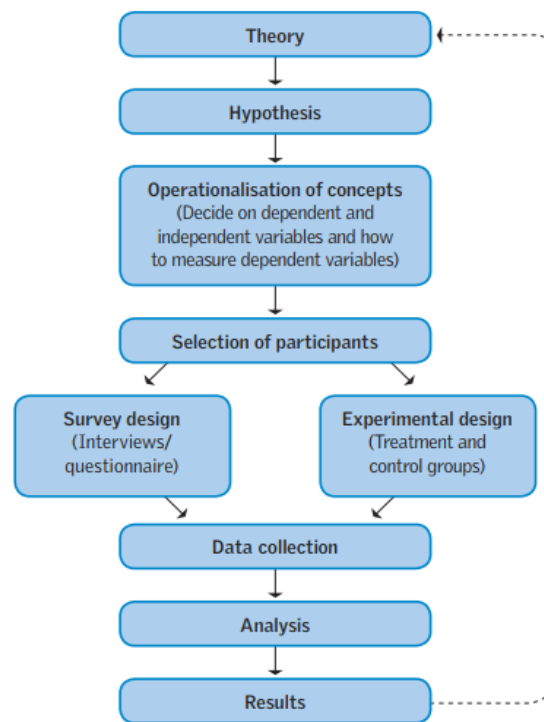 Theory
Hypothesis
Operationalisation of concepts
(Decide on dependent and
independent variables and how
to measure dependent variables)
Selection of participants
Survey design
(Interviews/
questionnaire)
Experimental design
(Treatment and
control groups)
Data collection
Analysis
Results